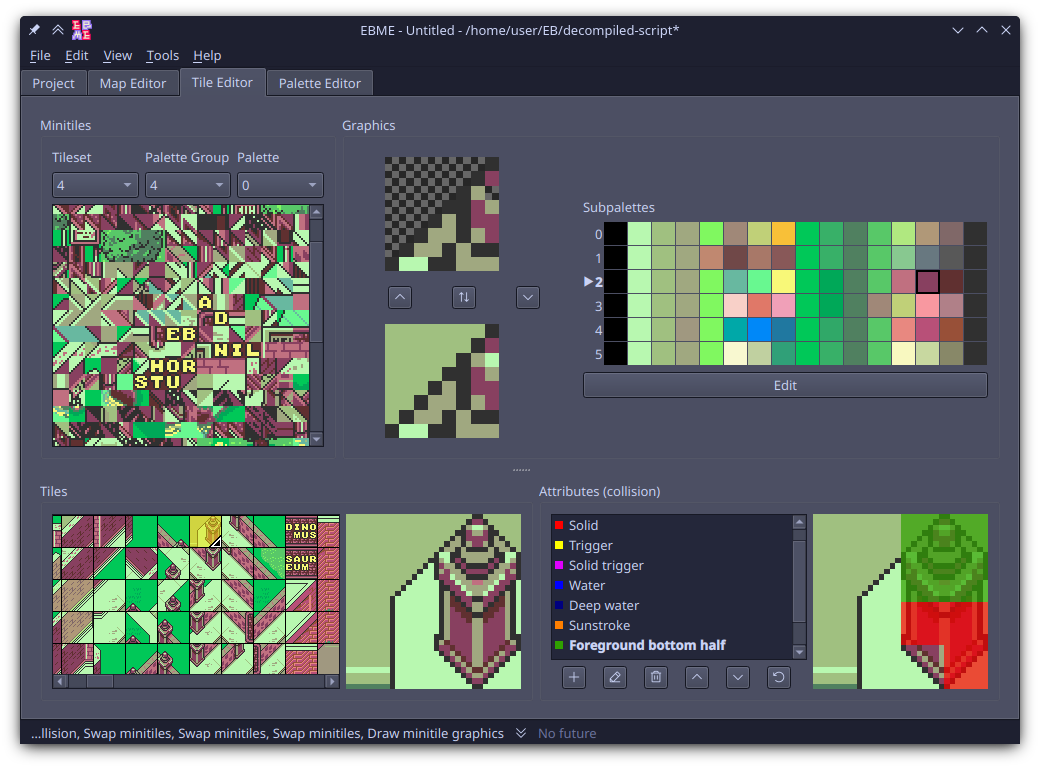 EB
ME
EBME - Untitled - /home/user/EB/decompiled-script*
File Edit View Tools Help
Project Map Editor Tile Editor Palette Editor
Minitiles
Graphics
Tileset Palette Group Palette
4 4 0
A
D
EB
NIL
HOR
STU
Subpalettes
0
1
2
3
4
5
Edit
Tiles
Attributes (collision)
DINO
MUS
SAUR
EUM
Solid
Trigger
Solid trigger
Water
Deep water
Sunstroke
Foreground bottom half
...llision, Swap minitiles, Swap minitiles, Swap minitiles, Draw minitile graphics No future